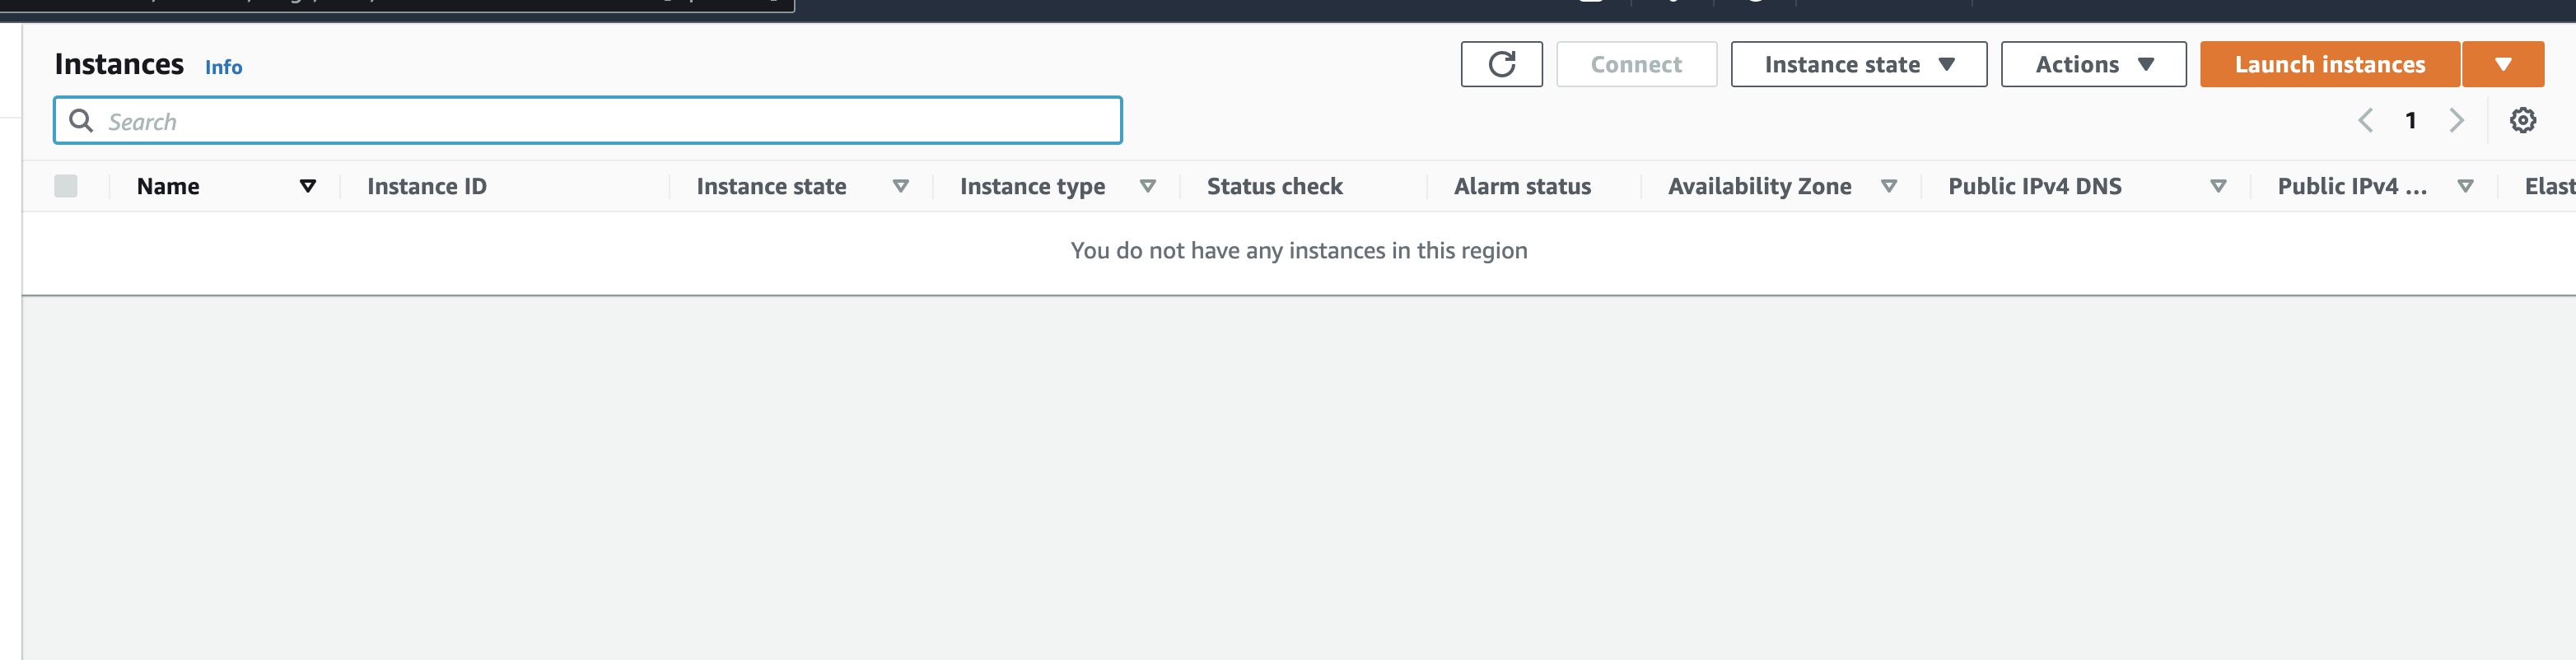 Instances Info
Connect
Instance state
Actions
Launch instances
Search
1
Name
Instance ID
Instance state
Instance type
Status check
Alarm status
Availability Zone
Public IPv4 DNS
Public IPv4 ...
Elast
You do not have any instances in this region